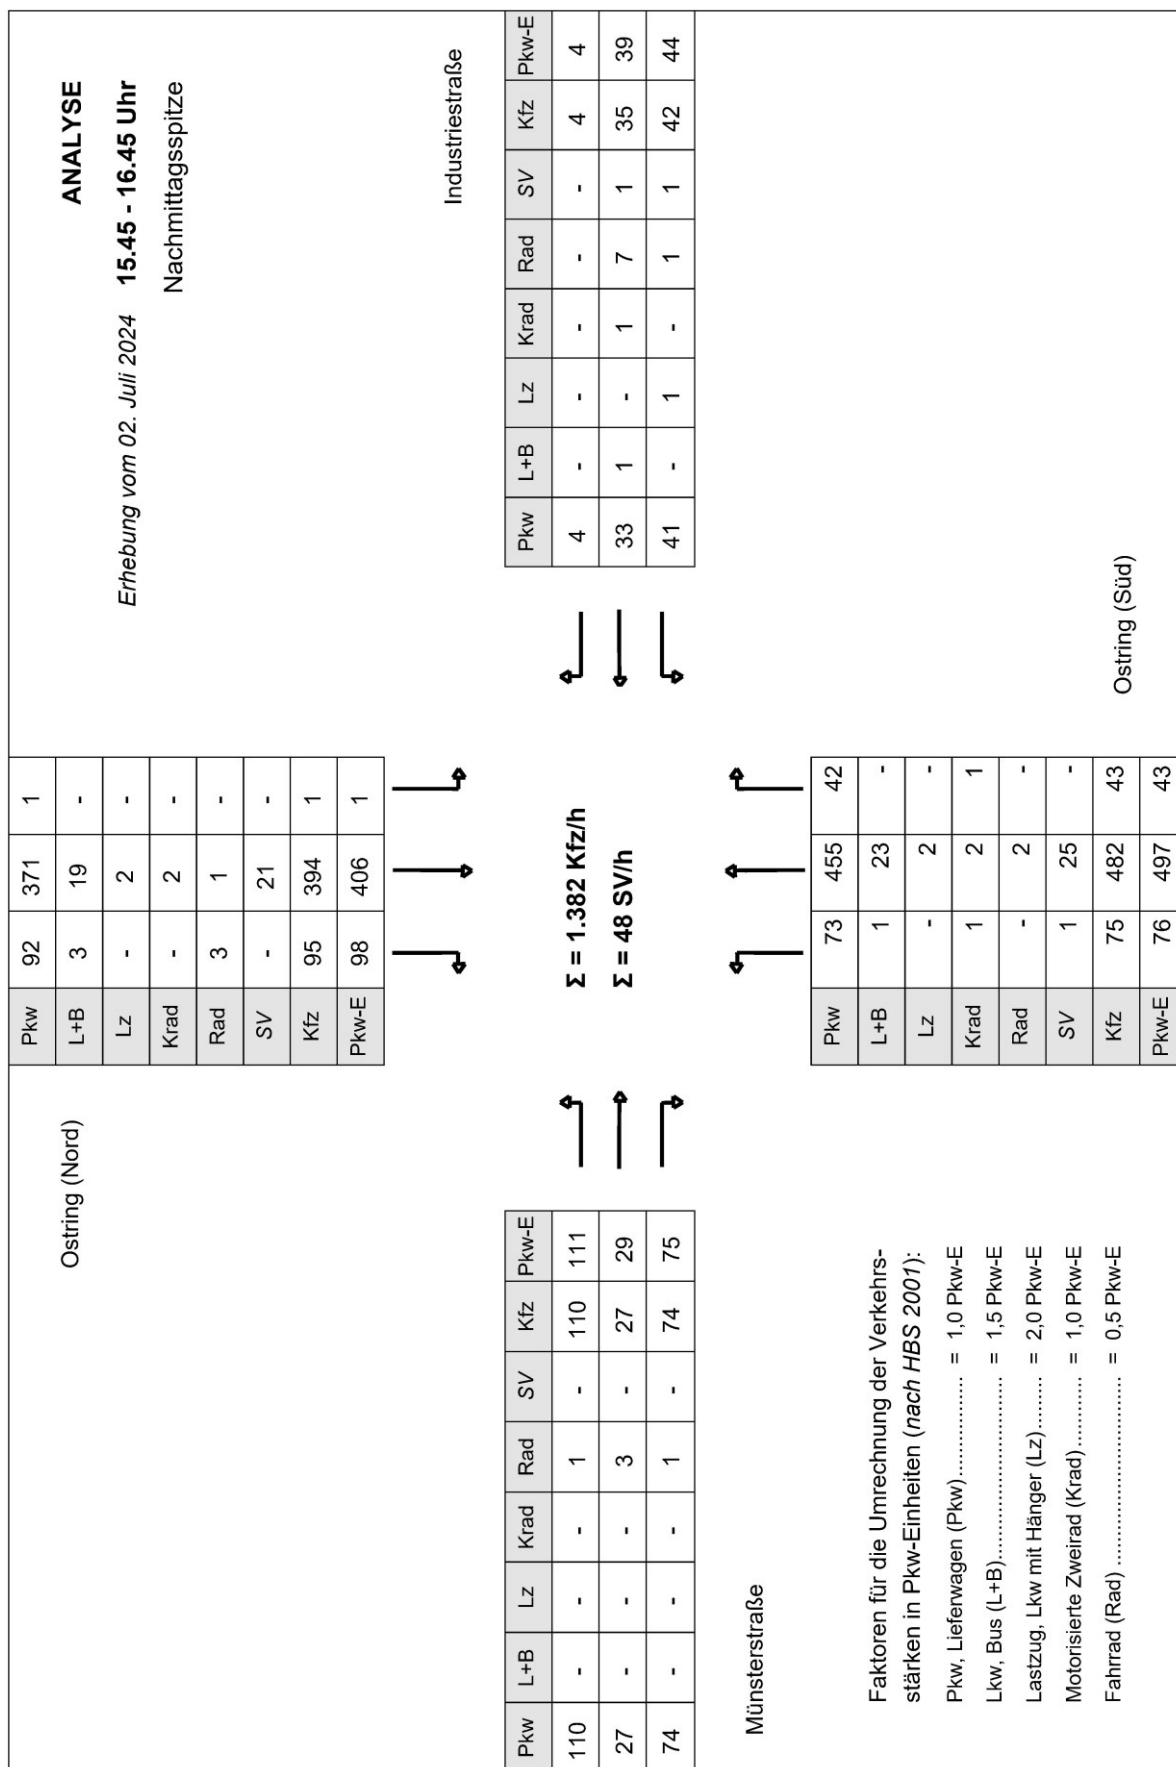 ANALYSE
Erhebung vom 02. Juli 2024 15.45 - 16.45 Uhr
Nachmittagsspitze
Ostring (Nord)
Pkw 92 371 1
L+B 3 19 -
Lz - 2 -
Krad - 2 -
Rad 3 1 -
SV - 21 -
Kfz 95 394 1
Pkw-E 98 406 1
Industriestraße
Pkw L+B Lz Krad Rad SV Kfz Pkw-E
4 - - - - - 4 4
33 1 - 1 7 1 35 39
41 - 1 - 1 1 42 44
Σ = 1.382 Kfz/h
Σ = 48 SV/h
Pkw L+B Lz Krad Rad SV Kfz Pkw-E
110 - - - 1 - 110 111
27 - - - 3 - 27 29
74 - - - 1 - 74 75
Münsterstraße
Pkw 73 455 42
L+B 1 23 -
Lz - 2 -
Krad 1 2 1
Rad - 2 -
SV 1 25 -
Kfz 75 482 43
Pkw-E 76 497 43
Ostring (Süd)
Faktoren für die Umrechnung der Verkehrs-
stärken in Pkw-Einheiten (nach HBS 2001):
Pkw, Lieferwagen (Pkw).................. = 1,0 Pkw-E
Lkw, Bus (L+B)................................ = 1,5 Pkw-E
Lastzug, Lkw mit Hänger (Lz)......... = 2,0 Pkw-E
Motorisierte Zweirad (Krad)............. = 1,0 Pkw-E
Fahrrad (Rad) .................................. = 0,5 Pkw-E